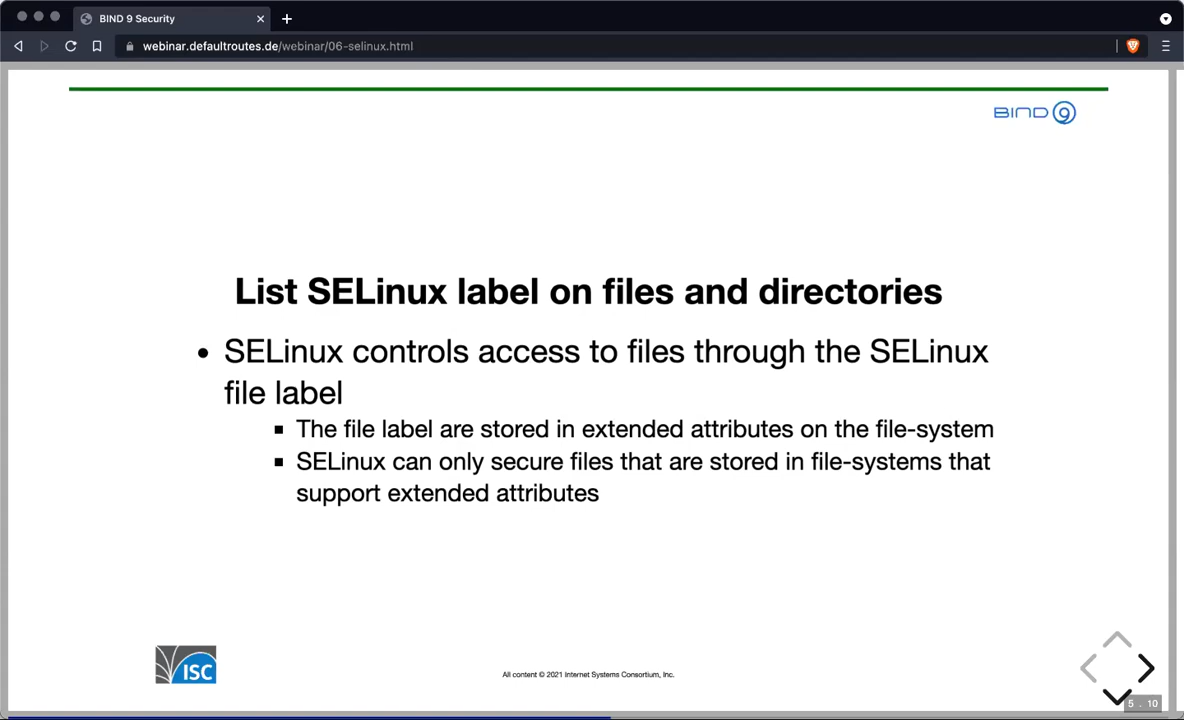 BIND 9 Security
webinar.defaultroutes.de/webinar/06-selinux.html
BIND 9
List SELinux label on files and directories
SELinux controls access to files through the SELinux
file label
The file label are stored in extended attributes on the file-system
SELinux can only secure files that are stored in file-systems that
support extended attributes
ISC
All content © 2021 Internet Systems Consortium, Inc.
5 . 10